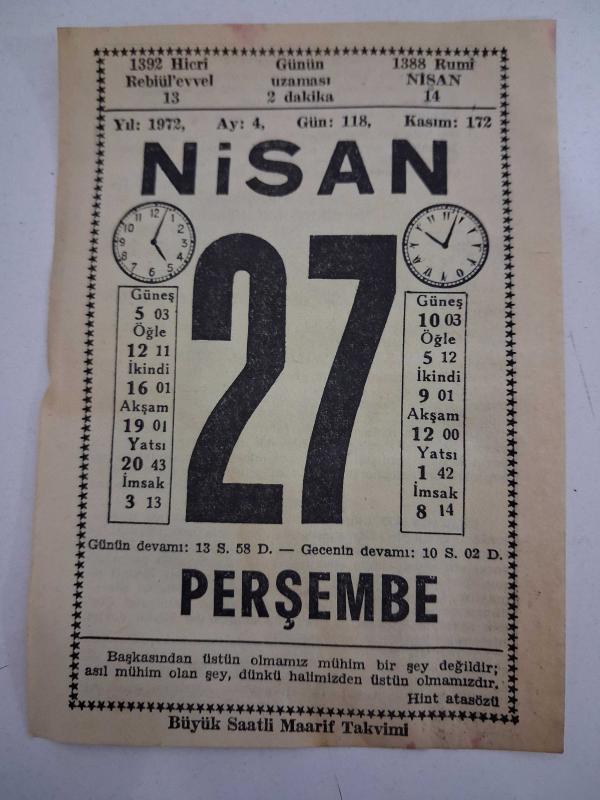 1392 Hicrî Günün 1388 Rumî
Rebiül'evvel uzaması NİSAN
13 2 dakika 14
Yıl: 1972, Ay: 4, Gün: 118, Kasım: 172
NİSAN
27
Güneş
5 03
Öğle
12 11
İkindi
16 01
Akşam
19 01
Yatsı
20 43
İmsak
3 13
Güneş
10 03
Öğle
5 12
İkindi
9 01
Akşam
12 00
Yatsı
1 42
İmsak
8 14
Günün devamı: 13 S. 58 D. — Gecenin devamı: 10 S. 02 D.
PERŞEMBE
Başkasından üstün olmamız mühim bir şey değildir;
asıl mühim olan şey, dünkü halimizden üstün olmamızdır.
Hint atasözü
Büyük Saatli Maarif Takvimi